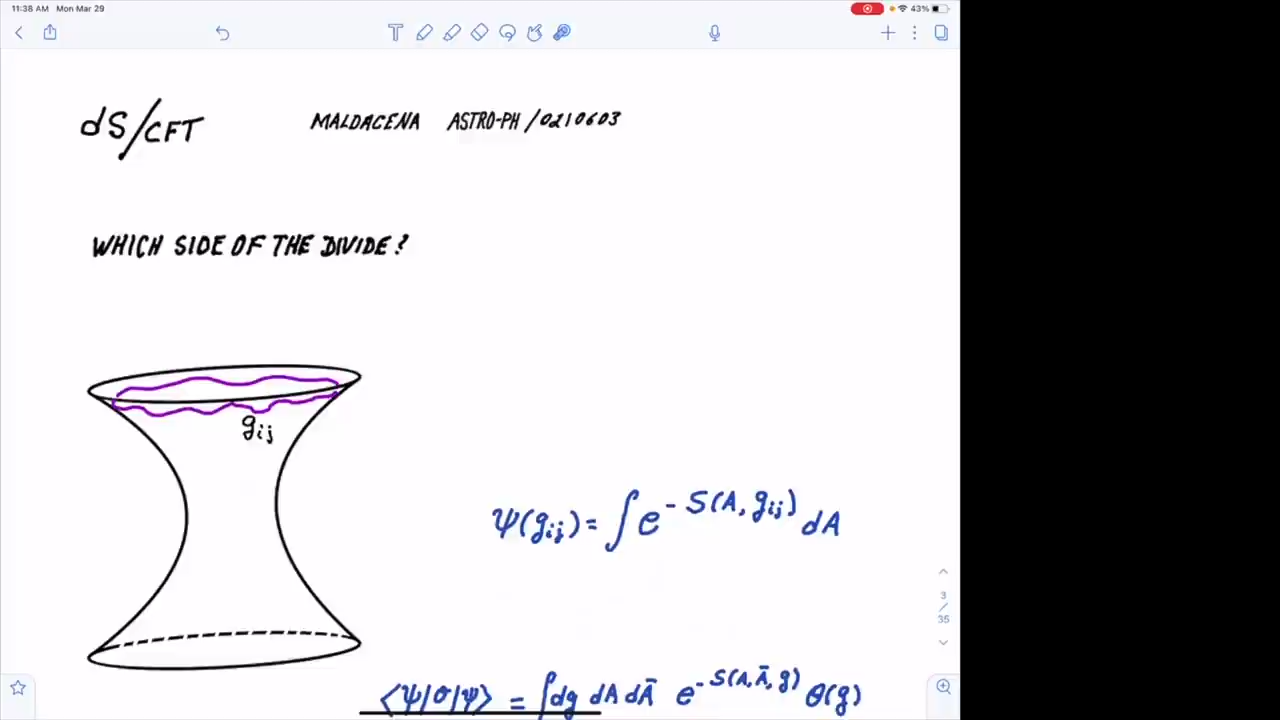 11:38 AM Mon Mar 29
43%
dS/CFT MALDACENA ASTRO-PH/0210603
WHICH SIDE OF THE DIVIDE?
gij
Ψ(gij) = ∫ e^{-S(A, gij)} dA
3
/
35
⟨Ψ|σ|Ψ⟩ = ∫dg dA dĀ e^{-S(A,Ā,g)} θ(g)